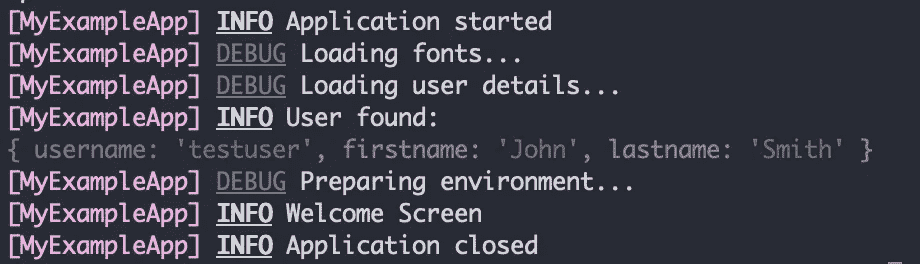 [MyExampleApp] INFO Application started
[MyExampleApp] DEBUG Loading fonts...
[MyExampleApp] DEBUG Loading user details...
[MyExampleApp] INFO User found:
{ username: 'testuser', firstname: 'John', lastname: 'Smith' }
[MyExampleApp] DEBUG Preparing environment...
[MyExampleApp] INFO Welcome Screen
[MyExampleApp] INFO Application closed